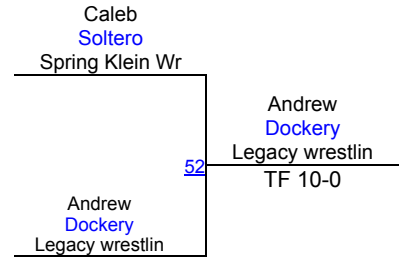 Caleb
Soltero
Spring Klein Wr
Andrew
Dockery
Legacy wrestlin
52
TF 10-0
Andrew
Dockery
Legacy wrestlin